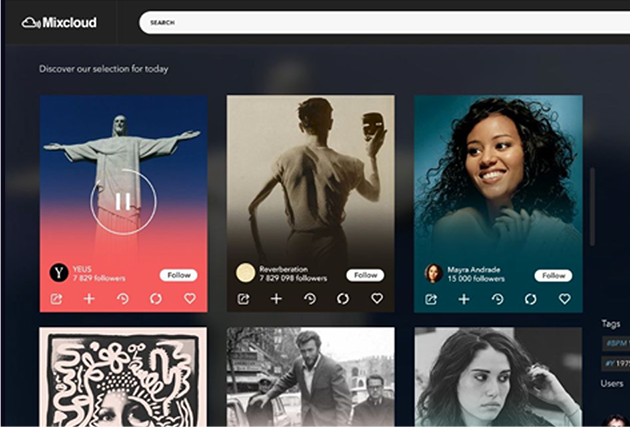 Mixcloud
SEARCH
Discover our selection for today
Y
YEUS
7 829 followers
Follow
Reverberation
7 829 098 followers
Follow
Mayra Andrade
15 000 followers
Follow
Tags
#BPM
#Y 197
Users